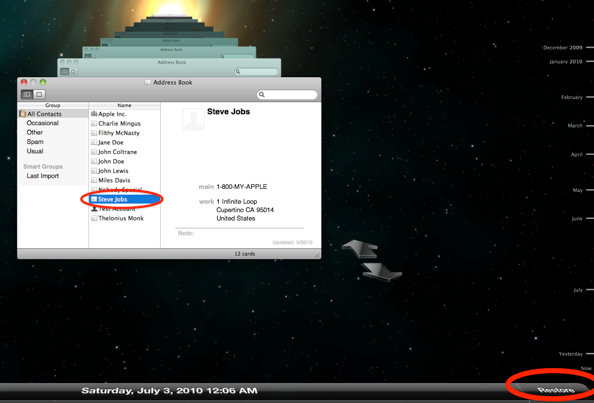 Address Book
Address Book
Address Book
Group
Name
All Contacts
Occasional
Other
Spam
Usual
Smart Groups
Last Import
Apple Inc.
Charlie Mingus
Filthy McNasty
Jane Doe
John Coltrane
John Doe
John Lewis
Miles Davis
Nobody Special
Steve Jobs
Test Account
Thelonius Monk
Steve Jobs
main 1-800-MY-APPLE
work 1 Infinite Loop
Cupertino CA 95014
United States
Note:
Updated: 3/30/10
12 cards
December 2009
January 2010
February
March
April
May
June
July
Yesterday
Now
Saturday, July 3, 2010 12:06 AM
Restore